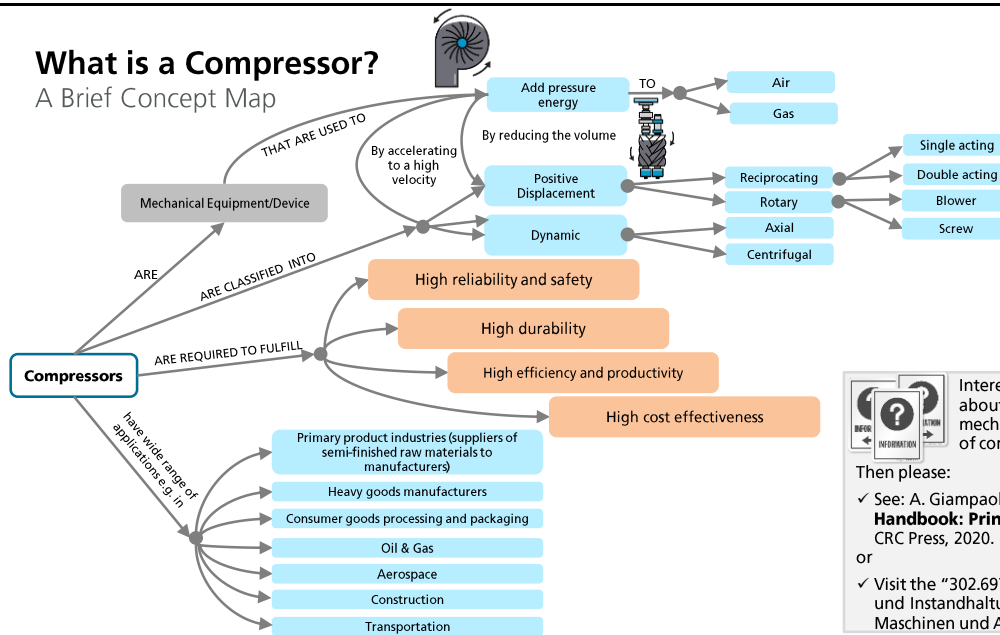 What is a Compressor?
A Brief Concept Map
Add pressure
energy
TO
Air
Gas
THAT ARE USED TO
By accelerating
to a high
velocity
By reducing the volume
Mechanical Equipment/Device
Positive
Displacement
Dynamic
Reciprocating
Rotary
Axial
Centrifugal
Single acting
Double acting
Blower
Screw
ARE
ARE CLASSIFIED INTO
High reliability and safety
High durability
High efficiency and productivity
High cost effectiveness
ARE REQUIRED TO FULFILL
Compressors
have wide range of
applications e.g. in
Primary product industries (suppliers of
semi-finished raw materials to
manufacturers)
Heavy goods manufacturers
Consumer goods processing and packaging
Oil & Gas
Aerospace
Construction
Transportation
INFORMATION
about
of
Then please:
✓ See: A.
Handbook:
CRC Press, 2020.
or
✓ Visit the
und
Maschinen und